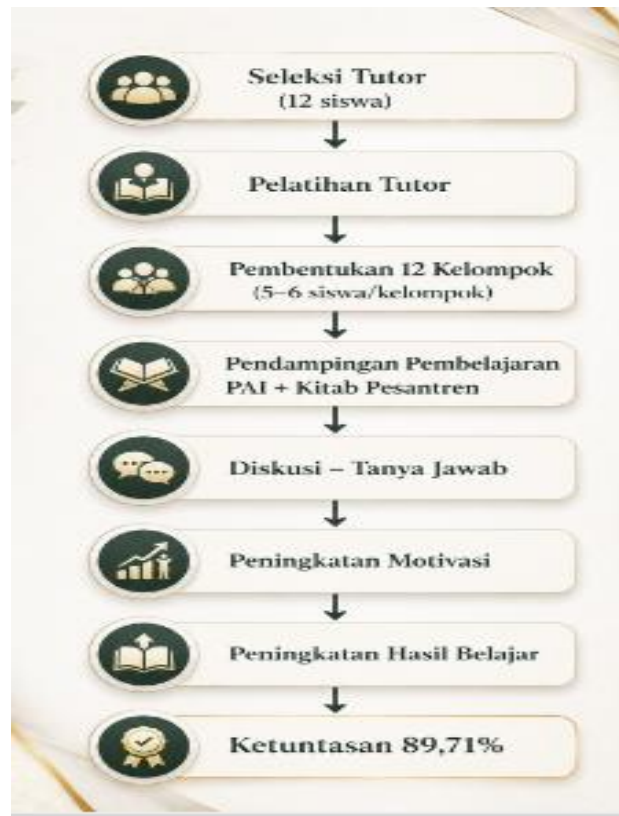 Seleksi Tutor
(12 siswa)
Pelatihan Tutor
Pembentukan 12 Kelompok
(5–6 siswa/kelompok)
Pendampingan Pembelajaran
PAI + Kitab Pesantren
Diskusi – Tanya Jawab
Peningkatan Motivasi
Peningkatan Hasil Belajar
Ketuntasan 89,71%